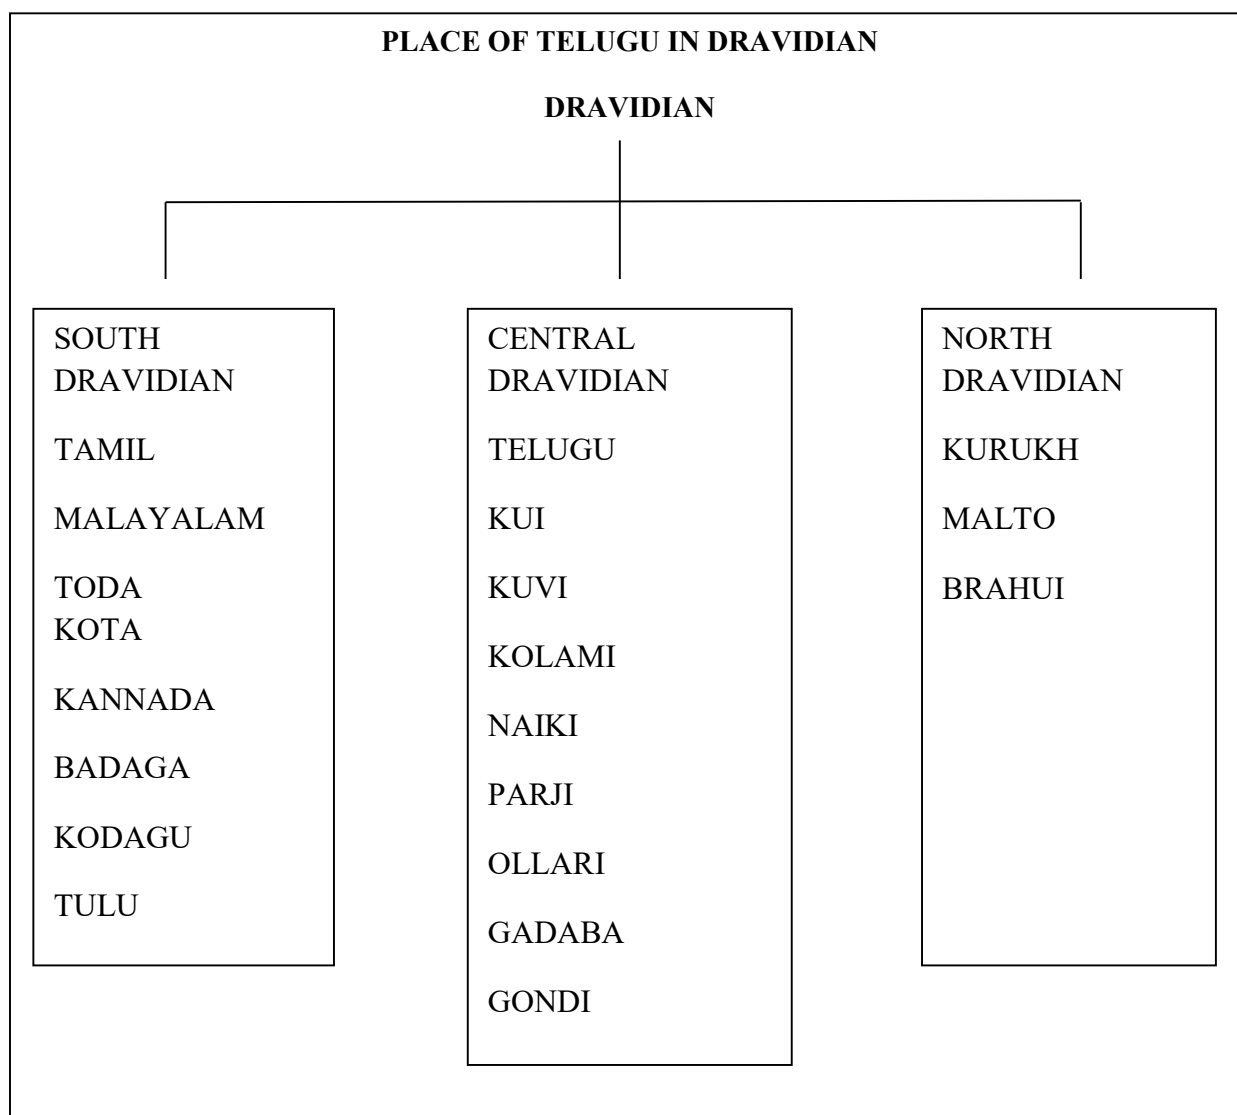 PLACE OF TELUGU IN DRAVIDIAN
DRAVIDIAN
SOUTH
DRAVIDIAN
TAMIL
MALAYALAM
TODA
KOTA
KANNADA
BADAGA
KODAGU
TULU
CENTRAL
DRAVIDIAN
TELUGU
KUI
KUVI
KOLAMI
NAIKI
PARJI
OLLARI
GADABA
GONDI
NORTH
DRAVIDIAN
KURUKH
MALTO
BRAHUI